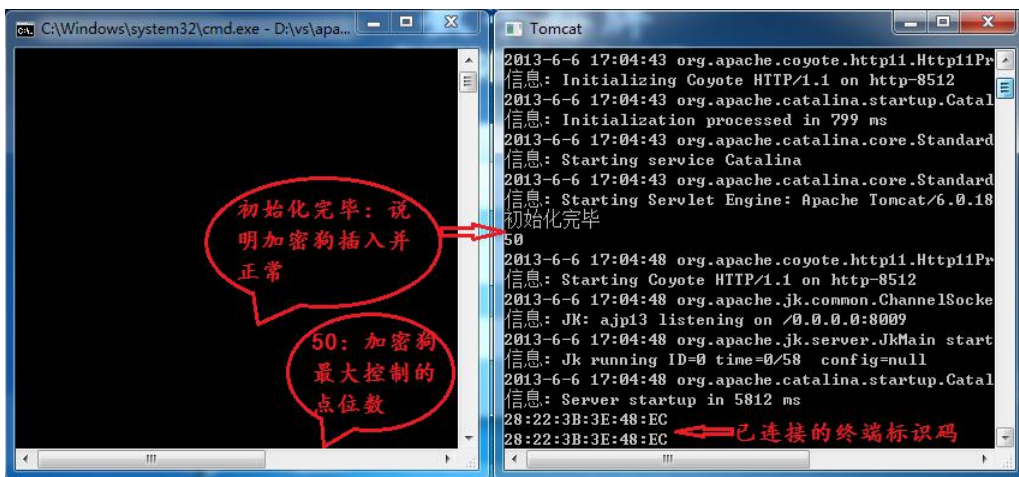 C:\Windows\system32\cmd.exe - D:\vs\apa...
初始化完毕：说
明加密狗插入并
正常
50：加密狗
最大控制的
点位数
Tomcat
2013-6-6 17:04:43 org.apache.coyote.http11.Http11Pr
信息: Initializing Coyote HTTP/1.1 on http-8512
2013-6-6 17:04:43 org.apache.catalina.startup.Catal
信息: Initialization processed in 799 ms
2013-6-6 17:04:43 org.apache.catalina.core.Standard
信息: Starting service Catalina
2013-6-6 17:04:43 org.apache.catalina.core.Standard
信息: Starting Servlet Engine: Apache Tomcat/6.0.18
初始化完毕
50
2013-6-6 17:04:48 org.apache.coyote.http11.Http11Pr
信息: Starting Coyote HTTP/1.1 on http-8512
2013-6-6 17:04:48 org.apache.jk.common.ChannelSocke
信息: JK: ajp13 listening on /0.0.0.0:8009
2013-6-6 17:04:48 org.apache.jk.server.JkMain start
信息: Jk running ID=0 time=0/58  config=null
2013-6-6 17:04:48 org.apache.catalina.startup.Catal
信息: Server startup in 5812 ms
28:22:3B:3E:48:EC
28:22:3B:3E:48:EC
已连接的终端标识码